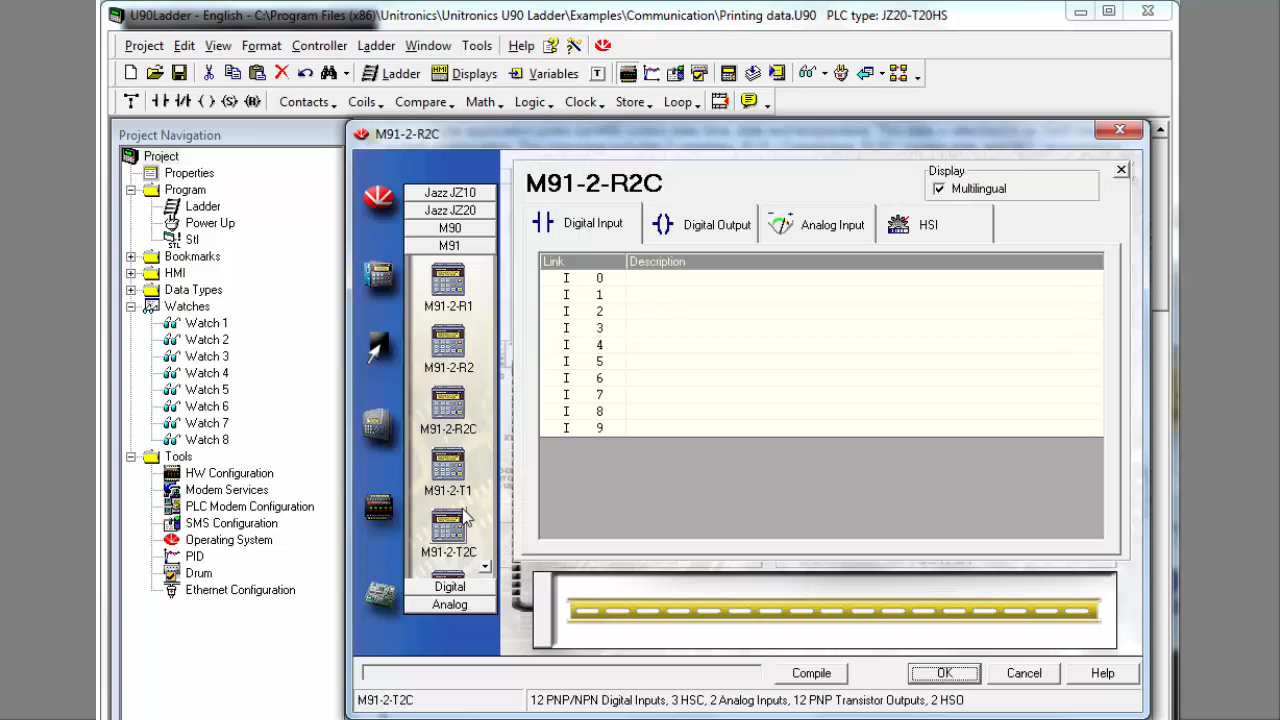 U90Ladder - English - C:\Program Files (x86)\Unitronics\Unitronics U90 Ladder\Examples\Communication\Printing data.U90 PLC type: JZ20-T20HS
Project Edit View Format Controller Ladder Window Tools Help
Ladder Displays Variables
Contacts Coils Compare Math Logic Clock Store Loop
Project Navigation
Project
Properties
Program
Ladder
Power Up
Stl
Bookmarks
HMI
Data Types
Watches
Watch 1
Watch 2
Watch 3
Watch 4
Watch 5
Watch 6
Watch 7
Watch 8
Tools
HW Configuration
Modem Services
PLC Modem Configuration
SMS Configuration
Operating System
PID
Drum
Ethernet Configuration
M91-2-R2C
Jazz JZ10
Jazz JZ20
M90
M91
M91-2-R1
M91-2-R2
M91-2-R2C
M91-2-T1
M91-2-T2C
Digital
Analog
M91-2-R2C
Display
Multilingual
Digital Input Digital Output Analog Input HSI
Link Description
I 0
I 1
I 2
I 3
I 4
I 5
I 6
I 7
I 8
I 9
Compile OK Cancel Help
M91-2-T2C 12 PNP/NPN Digital Inputs, 3 HSC, 2 Analog Inputs, 12 PNP Transistor Outputs, 2 HSO